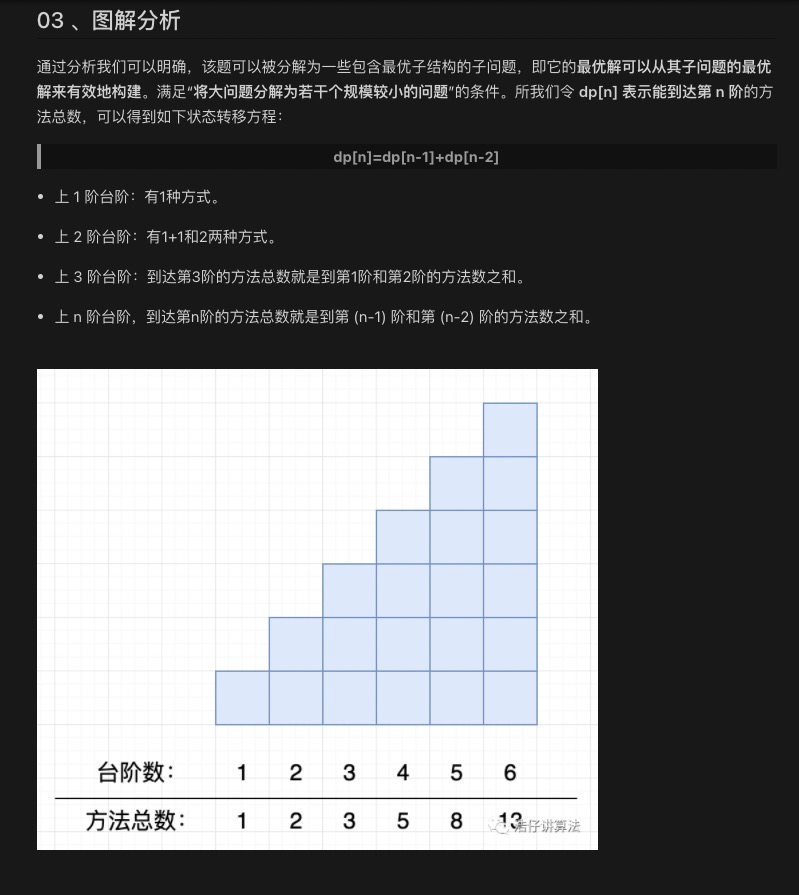 03 、图解分析
通过分析我们可以明确，该题可以被分解为一些包含最优子结构的子问题，即它的最优解可以从其子问题的最优
解来有效地构建。满足“将大问题分解为若干个规模较小的问题”的条件。所我们令 dp[n] 表示能到达第 n 阶的方
法总数，可以得到如下状态转移方程：
dp[n]=dp[n-1]+dp[n-2]
• 上 1 阶台阶：有1种方式。
• 上 2 阶台阶：有1+1和2两种方式。
• 上 3 阶台阶：到达第3阶的方法总数就是到第1阶和第2阶的方法数之和。
• 上 n 阶台阶，到达第n阶的方法总数就是到第 (n-1) 阶和第 (n-2) 阶的方法数之和。
台阶数： 1 2 3 4 5 6
方法总数： 1 2 3 5 8 13
浩仔讲算法